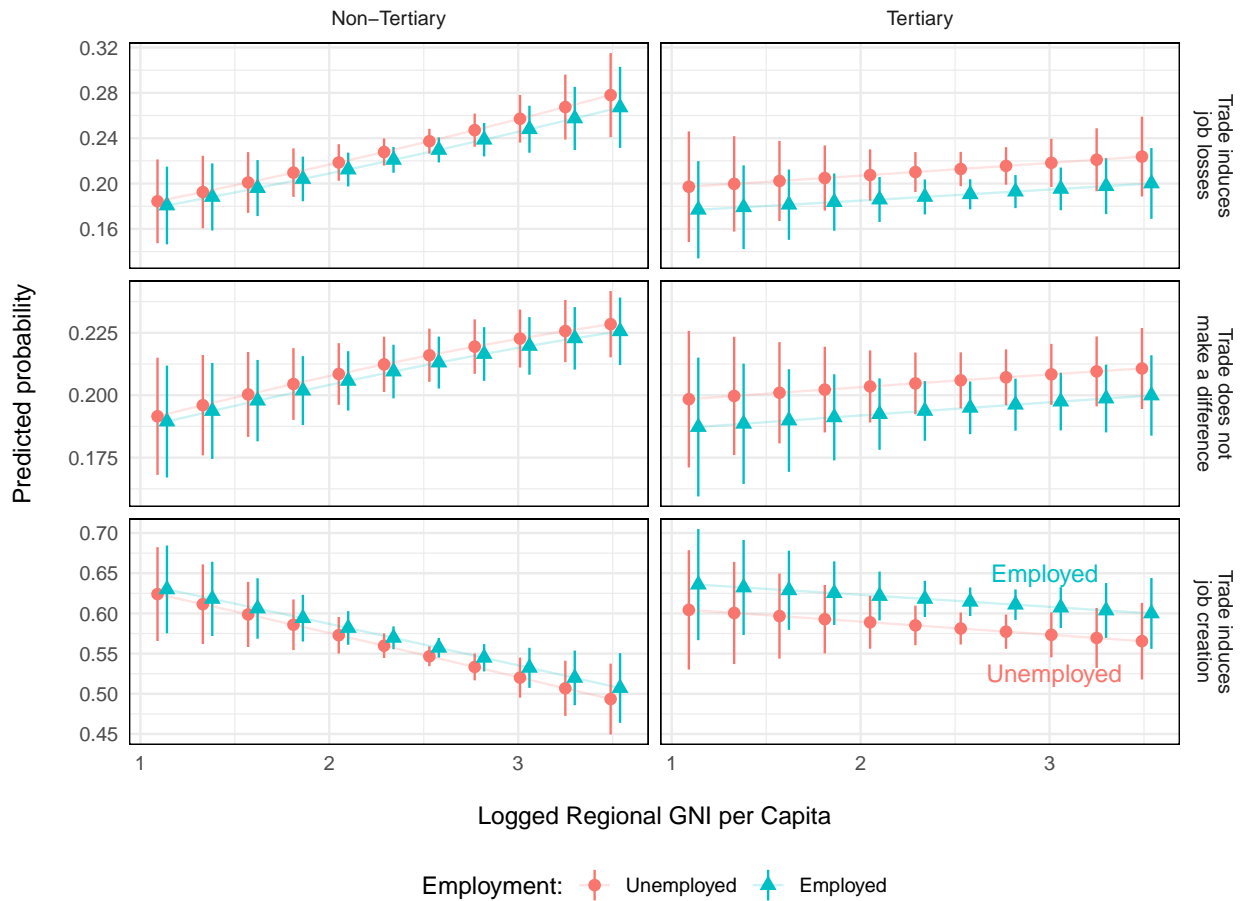 Non−Tertiary
Tertiary
0.32
0.28
0.24
0.20
0.16
Trade induces
job losses
0.225
0.200
0.175
Trade does not
make a difference
0.70
0.65
0.60
0.55
0.50
0.45
Employed
Unemployed
Trade induces
job creation
Predicted probability
1
2
3
1
2
3
Logged Regional GNI per Capita
Employment:
Unemployed
Employed